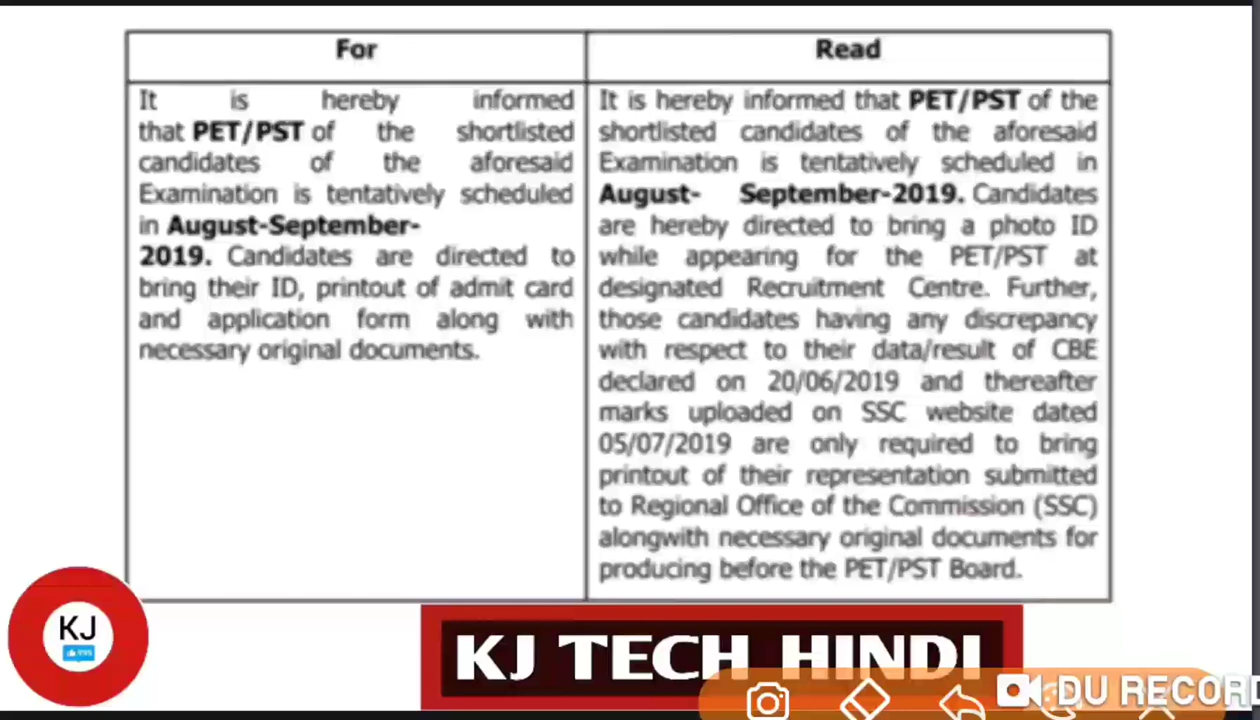 For
Read
It is hereby informed
that PET/PST of the shortlisted
candidates of the aforesaid
Examination is tentatively scheduled
in August-September-
2019. Candidates are directed to
bring their ID, printout of admit card
and application form along with
necessary original documents.
It is hereby informed that PET/PST of the
shortlisted candidates of the aforesaid
Examination is tentatively scheduled in
August- September-2019. Candidates
are hereby directed to bring a photo ID
while appearing for the PET/PST at
designated Recruitment Centre. Further,
those candidates having any discrepancy
with respect to their data/result of CBE
declared on 20/06/2019 and thereafter
marks uploaded on SSC website dated
05/07/2019 are only required to bring
printout of their representation submitted
to Regional Office of the Commission (SSC)
alongwith necessary original documents for
producing before the PET/PST Board.
KJ
KJ TECH HINDI
DU RECORD